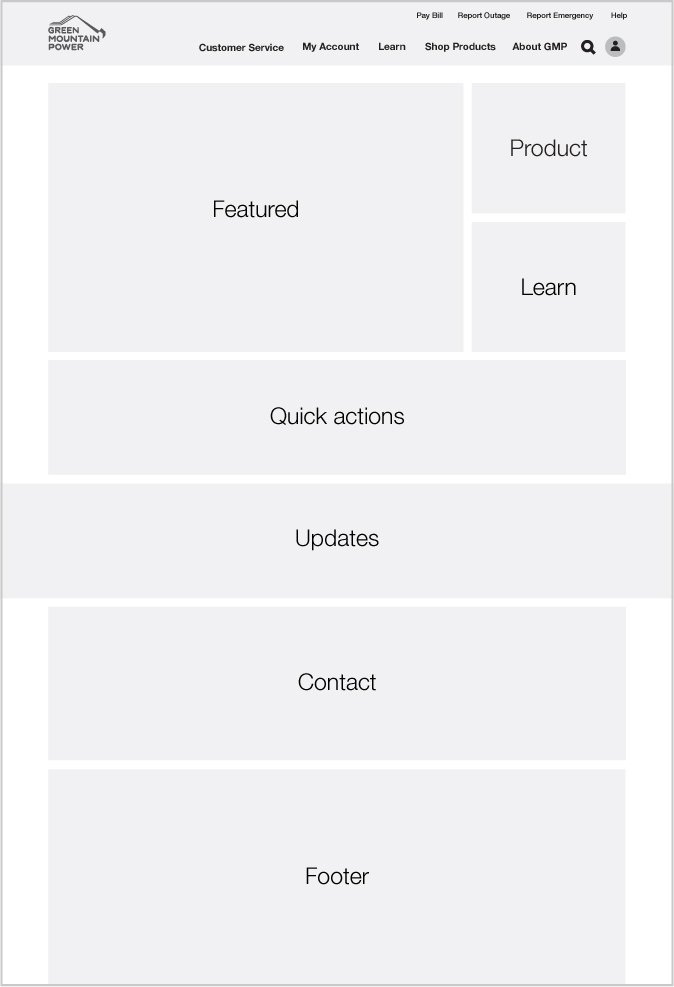 Pay Bill Report Outage Report Emergency Help
GREEN
MOUNTAIN
POWER
Customer Service My Account Learn Shop Products About GMP
Featured
Product
Learn
Quick actions
Updates
Contact
Footer